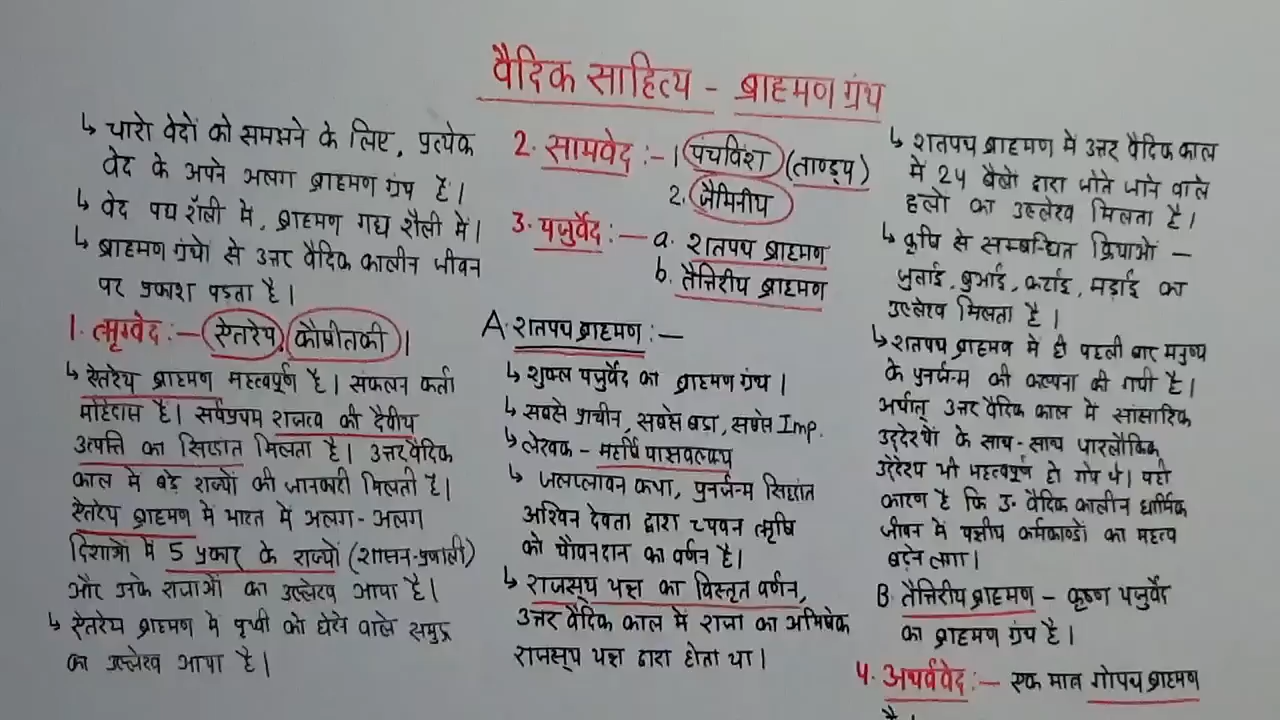 वैदिक साहित्य - ब्राह्मण ग्रंथ
↳ चारो वेदों को समझने के लिए, प्रत्येक
वेद के अपने अलग ब्राह्मण ग्रंथ हैं।
↳ वेद पद्य शैली में, ब्राह्मण गद्य शैली में।
↳ ब्राह्मण ग्रंथो से उत्तर वैदिक कालीन जीवन
पर प्रकाश पड़ता है।
1. ऋग्वेद :- ऐतरेय, कौषीतकी।
↳ ऐतरेय ब्राह्मण महत्वपूर्ण है। संकलन कर्ता
महिदास हैं। सर्वप्रथम राजत्व की दैवीय
उत्पत्ति का सिद्धांत मिलता है। उत्तर वैदिक
काल में बड़े राज्यों की जानकारी मिलती है।
ऐतरेय ब्राह्मण में भारत में अलग-अलग
दिशाओं में 5 प्रकार के राज्यों (शासन-प्रणाली)
और उनके राजाओं का उल्लेख आया है।
↳ ऐतरेय ब्राह्मण में पृथ्वी को घेरने वाले समुद्र
का उल्लेख आया है।
2. सामवेद :- 1. पंचविंश (ताण्ड्य)
2. जैमिनीय
3. यजुर्वेद :- a. शतपथ ब्राह्मण
b. तैत्तिरीय ब्राह्मण
A. शतपथ ब्राह्मण :-
↳ शुक्ल यजुर्वेद का ब्राह्मण ग्रंथ।
↳ सबसे प्राचीन, सबसे बड़ा, सबसे Imp.
↳ लेखक - महर्षि याज्ञवल्क्य
↳ जलप्लावन कथा, पुनर्जन्म सिद्धांत
अश्विन देवता द्वारा च्यवन ऋषि
को यौवनदान का वर्णन है।
↳ राजसूय यज्ञ का विस्तृत वर्णन,
उत्तर वैदिक काल में राजा का अभिषेक
राजसूय यज्ञ द्वारा होता था।
↳ शतपथ ब्राह्मण में उत्तर वैदिक काल
में 24 बैलो द्वारा जोते जाने वाले
हलो का उल्लेख मिलता है।
↳ कृषि से सम्बन्धित क्रियाओं -
जुताई, बुआई, कटाई, मड़ाई का
उल्लेख मिलता है।
↳ शतपथ ब्राह्मण में ही पहली बार मनुष्य
के पुनर्जन्म की कल्पना की गयी है।
अर्थात् उत्तर वैदिक काल में सांसारिक
उद्देश्यों के साथ-साथ पारलौकिक
उद्देश्य भी महत्वपूर्ण हो गये थे। यही
कारण है कि उ॰ वैदिक कालीन धार्मिक
जीवन में यज्ञीय कर्मकाण्डों का महत्व
बढ़ने लगा।
B. तैत्तिरीय ब्राह्मण - कृष्ण यजुर्वेद
का ब्राह्मण ग्रंथ है।
4. अथर्ववेद :- एक मात्र गोपथ ब्राह्मण